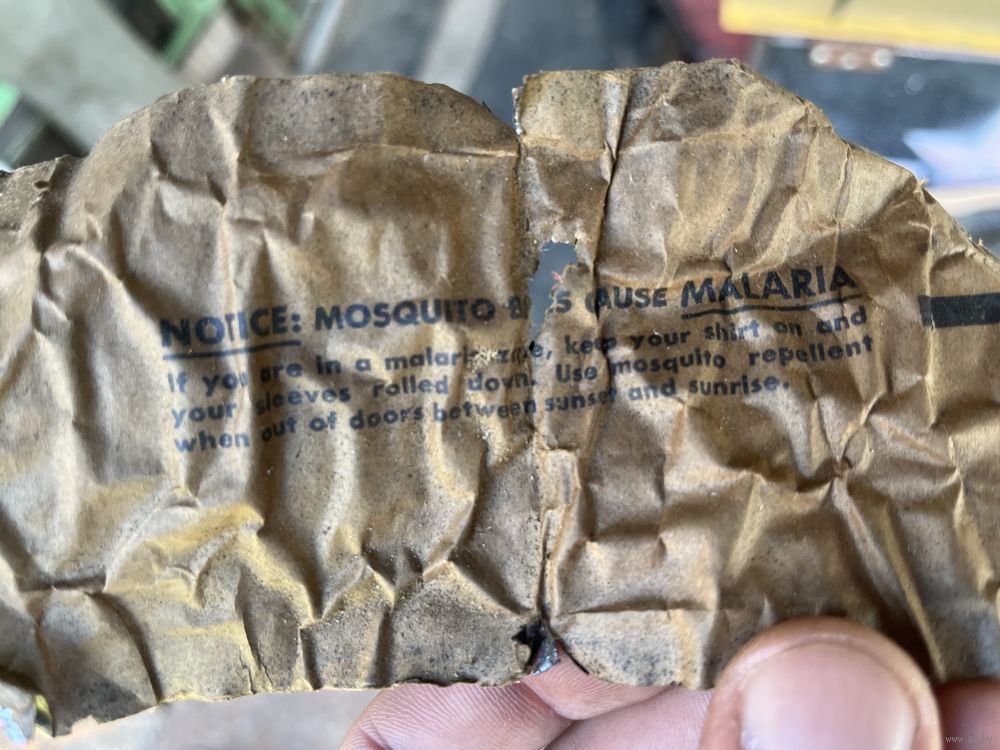 NOTICE: MOSQUITO CAUSE MALARIA
If you are in a malaria keep your shirt on and
your sleeves rolled down. Use mosquito repellent
when out of doors between sunset and sunrise.